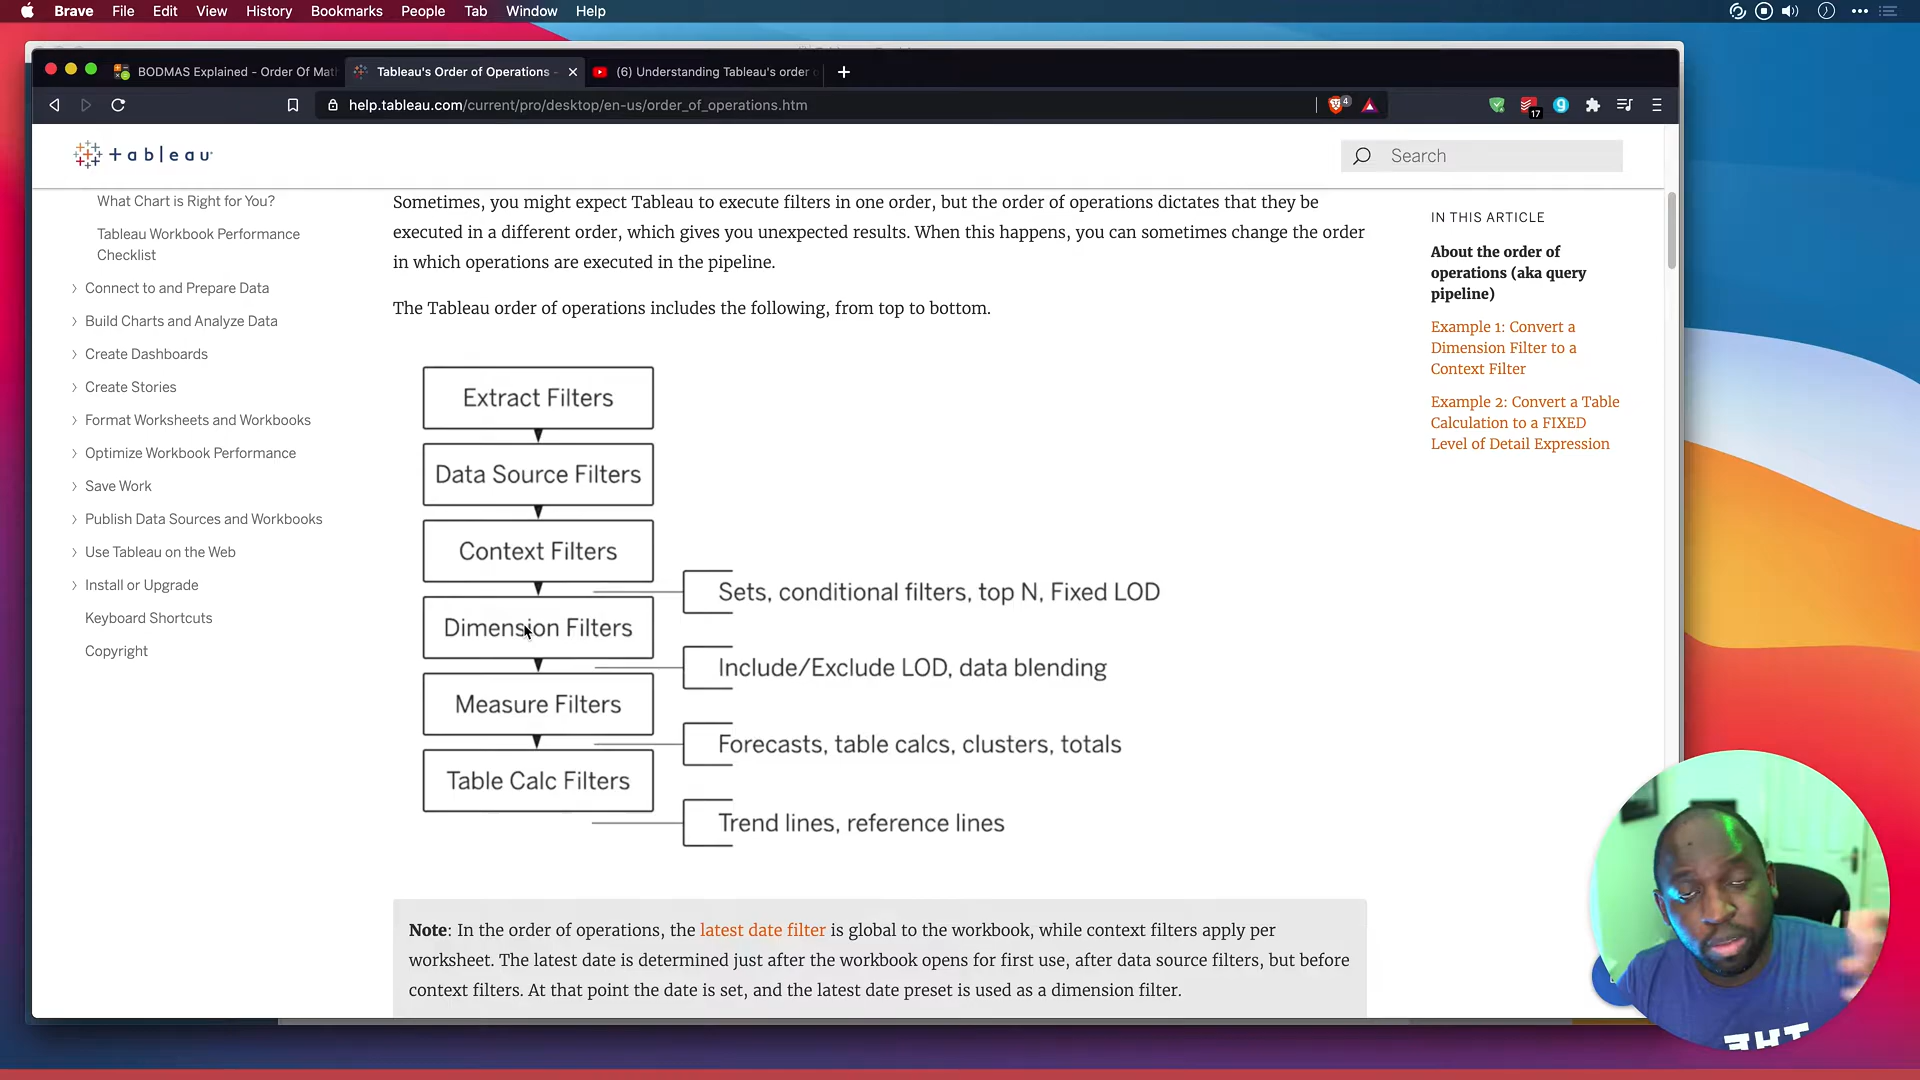 Brave File Edit View History Bookmarks People Tab Window Help
BODMAS Explained - Order Of Mat
Tableau's Order of Operations -
(6) Understanding Tableau's order
help.tableau.com/current/pro/desktop/en-us/order_of_operations.htm
4
17
tableau
Search
What Chart is Right for You?
Tableau Workbook Performance
Checklist
Connect to and Prepare Data
Build Charts and Analyze Data
Create Dashboards
Create Stories
Format Worksheets and Workbooks
Optimize Workbook Performance
Save Work
Publish Data Sources and Workbooks
Use Tableau on the Web
Install or Upgrade
Keyboard Shortcuts
Copyright
Sometimes, you might expect Tableau to execute filters in one order, but the order of operations dictates that they be
executed in a different order, which gives you unexpected results. When this happens, you can sometimes change the order
in which operations are executed in the pipeline.
The Tableau order of operations includes the following, from top to bottom.
Extract Filters
Data Source Filters
Context Filters
Sets, conditional filters, top N, Fixed LOD
Dimension Filters
Include/Exclude LOD, data blending
Measure Filters
Forecasts, table calcs, clusters, totals
Table Calc Filters
Trend lines, reference lines
Note: In the order of operations, the latest date filter is global to the workbook, while context filters apply per
worksheet. The latest date is determined just after the workbook opens for first use, after data source filters, but before
context filters. At that point the date is set, and the latest date preset is used as a dimension filter.
IN THIS ARTICLE
About the order of
operations (aka query
pipeline)
Example 1: Convert a
Dimension Filter to a
Context Filter
Example 2: Convert a Table
Calculation to a FIXED
Level of Detail Expression